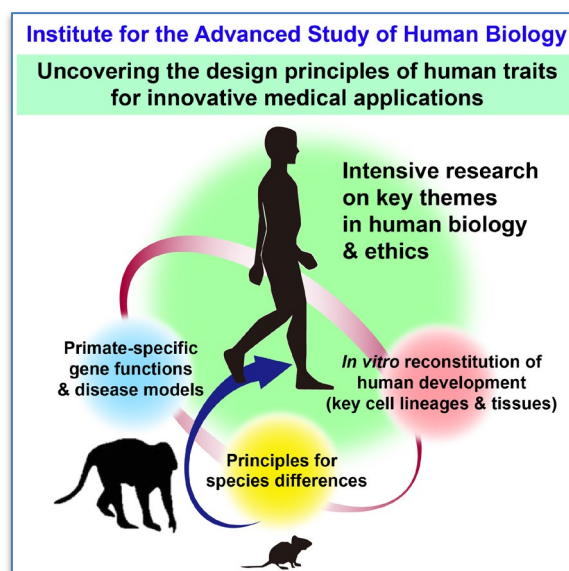 Institute for the Advanced Study of Human Biology
Uncovering the design principles of human traits
for innovative medical applications
Intensive research
on key themes
in human biology
& ethics
Primate-specific
gene functions
& disease models
In vitro reconstitution of
human development
(key cell lineages & tissues)
Principles for
species differences